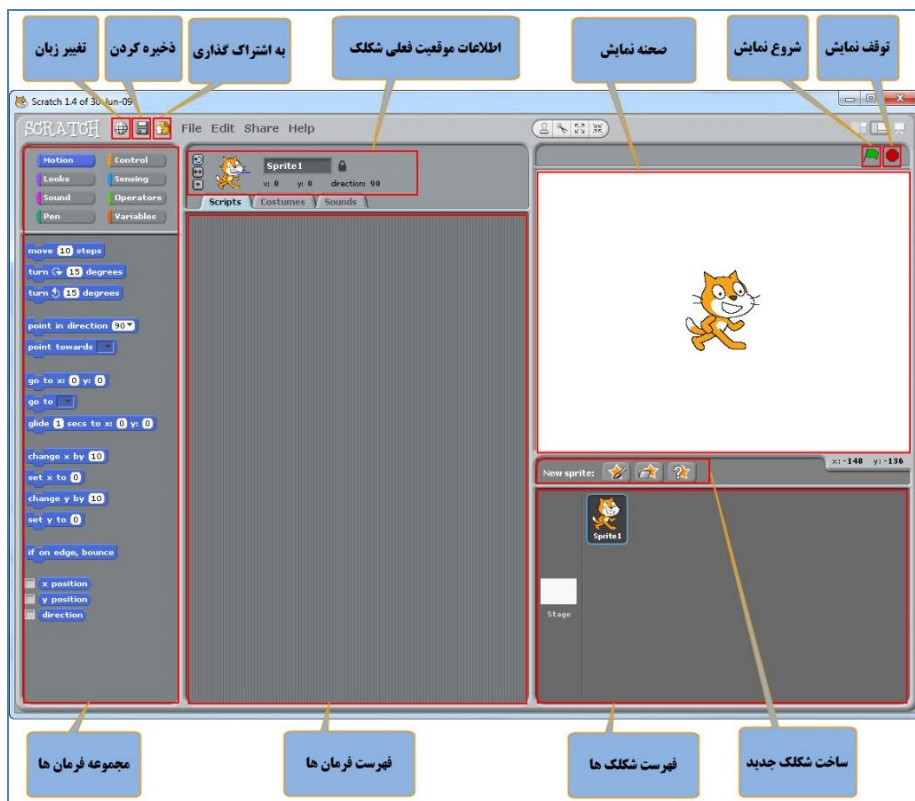 تغییر زبان
ذخیره کردن
به اشتراک گذاری
اطلاعات موقعیت فعلی شکلک
صحنه نمایش
شروع نمایش
توقف نمایش
Scratch 1.4 of 30-Jun-09
SCRATCH File Edit Share Help
Motion Control
Looks Sensing
Sound Operators
Pen Variables
Sprite1
x: 0 y: 0 direction: 90
Scripts Costumes Sounds
move 10 steps
turn 15 degrees
turn 15 degrees
point in direction 90
point towards
go to x: 0 y: 0
go to
glide 1 secs to x: 0 y: 0
change x by 10
set x to 0
change y by 10
set y to 0
if on edge, bounce
x position
y position
direction
x: -148 y: -136
New sprite:
Sprite1
Stage
مجموعه فرمان ها
فهرست فرمان ها
فهرست شکلک ها
ساخت شکلک جدید